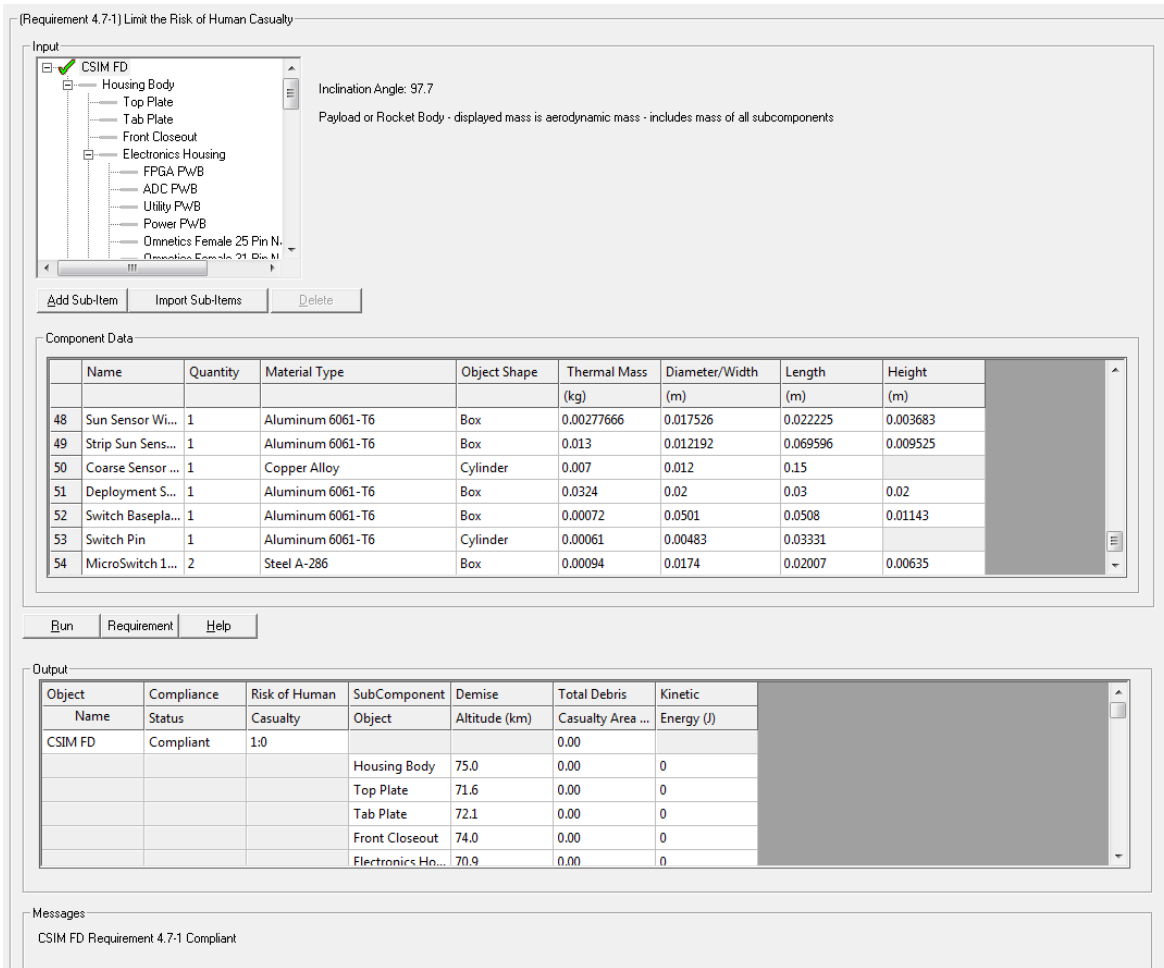 (Requirement 4.7-1) Limit the Risk of Human Casualty
Input
CSIM FD
Housing Body
Top Plate
Tab Plate
Front Closeout
Electronics Housing
FPGA PWB
ADC PWB
Utility PWB
Power PWB
Omnetics Female 25 Pin N
Omnetics Female 21 Pin N
Inclination Angle: 97.7
Payload or Rocket Body - displayed mass is aerodynamic mass - includes mass of all subcomponents
Add Sub-Item Import Sub-Items Delete
Component Data
Name Quantity Material Type Object Shape Thermal Mass Diameter/Width Length Height
(kg) (m) (m) (m)
48 Sun Sensor Wi... 1 Aluminum 6061-T6 Box 0.00277666 0.017526 0.022225 0.003683
49 Strip Sun Sens... 1 Aluminum 6061-T6 Box 0.013 0.012192 0.069596 0.009525
50 Coarse Sensor ... 1 Copper Alloy Cylinder 0.007 0.012 0.15
51 Deployment S... 1 Aluminum 6061-T6 Box 0.0324 0.02 0.03 0.02
52 Switch Basepla... 1 Aluminum 6061-T6 Box 0.00072 0.0501 0.0508 0.01143
53 Switch Pin 1 Aluminum 6061-T6 Cylinder 0.00061 0.00483 0.03331
54 MicroSwitch 1... 2 Steel A-286 Box 0.00094 0.0174 0.02007 0.00635
Run Requirement Help
Output
Object Compliance Risk of Human SubComponent Demise Total Debris Kinetic
Name Status Casualty Object Altitude (km) Casualty Area ... Energy (J)
CSIM FD Compliant 1:0 0.00
Housing Body 75.0 0.00 0
Top Plate 71.6 0.00 0
Tab Plate 72.1 0.00 0
Front Closeout 74.0 0.00 0
Electronics Ho... 70.9 0.00 0
Messages
CSIM FD Requirement 4.7-1 Compliant